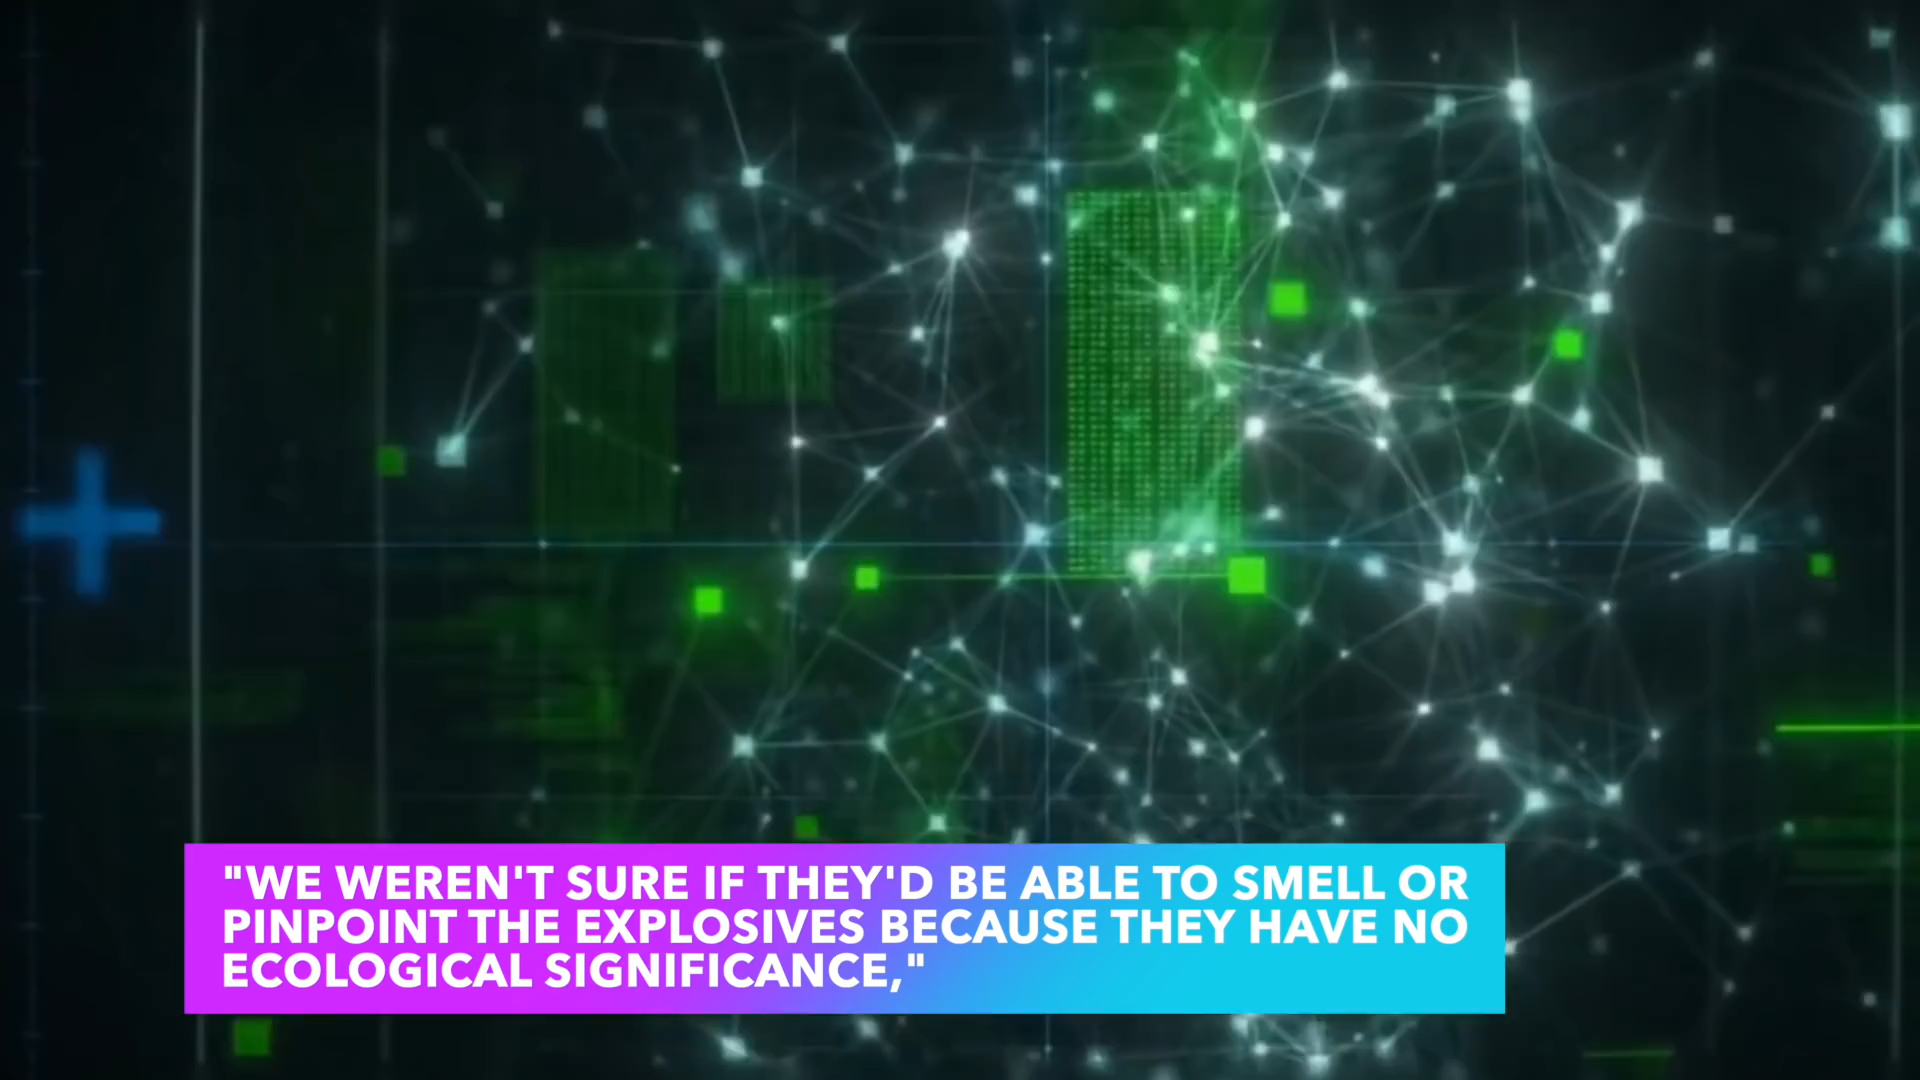 "WE WEREN'T SURE IF THEY'D BE ABLE TO SMELL OR
PINPOINT THE EXPLOSIVES BECAUSE THEY HAVE NO
ECOLOGICAL SIGNIFICANCE,"